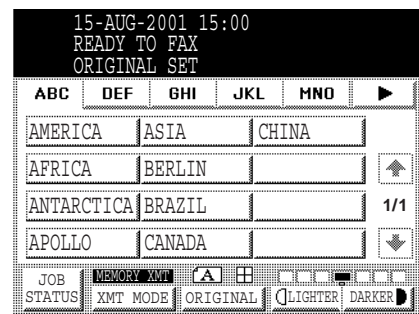 15-AUG-2001 15:00
READY TO FAX
ORIGINAL SET
ABC DEF GHI JKL MNO
AMERICA ASIA CHINA
AFRICA BERLIN
ANTARCTICA BRAZIL 1/1
APOLLO CANADA
JOB STATUS
MEMORY XMT A
XMT MODE ORIGINAL LIGHTER DARKER